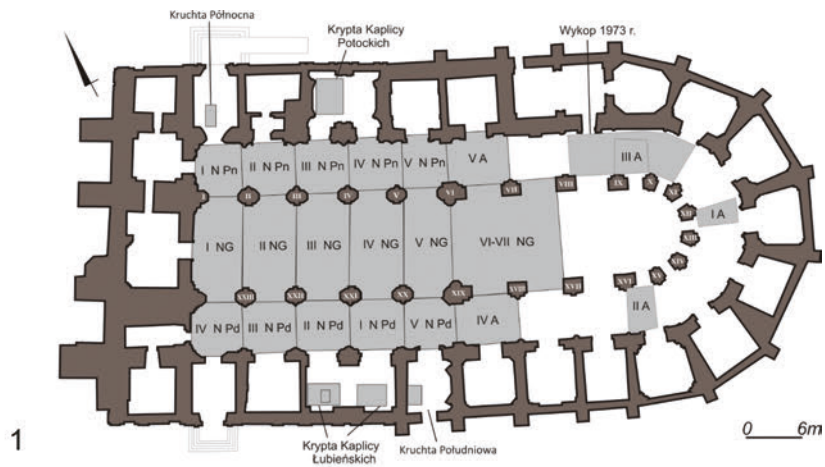 Kruchta Północna
Krypta Kaplicy
Potockich
Wykop 1973 r.
I N Pn II N Pn III N Pn IV N Pn V N Pn V A III A
I II III IV V VI VII VIII IX X XI
XII I A
I NG II NG III NG IV NG V NG VI-VII NG XIII
XIV
XXIII XXII XXI XX XIX XVIII XVII XVI XV
IV N Pd III N Pd II N Pd I N Pd V N Pd IV A II A
Krypta Kaplicy
Łubieńskich
Kruchta Południowa
1
0 6m